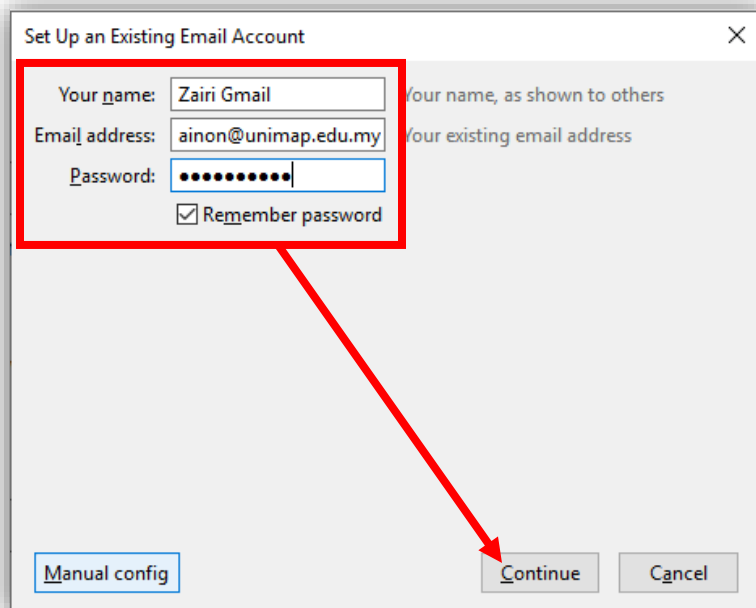 Set Up an Existing Email Account
Your name: Zairi Gmail Your name, as shown to others
Email address: ainon@unimap.edu.my Your existing email address
Password: ●●●●●●●●●●
Remember password
Manual config Continue Cancel